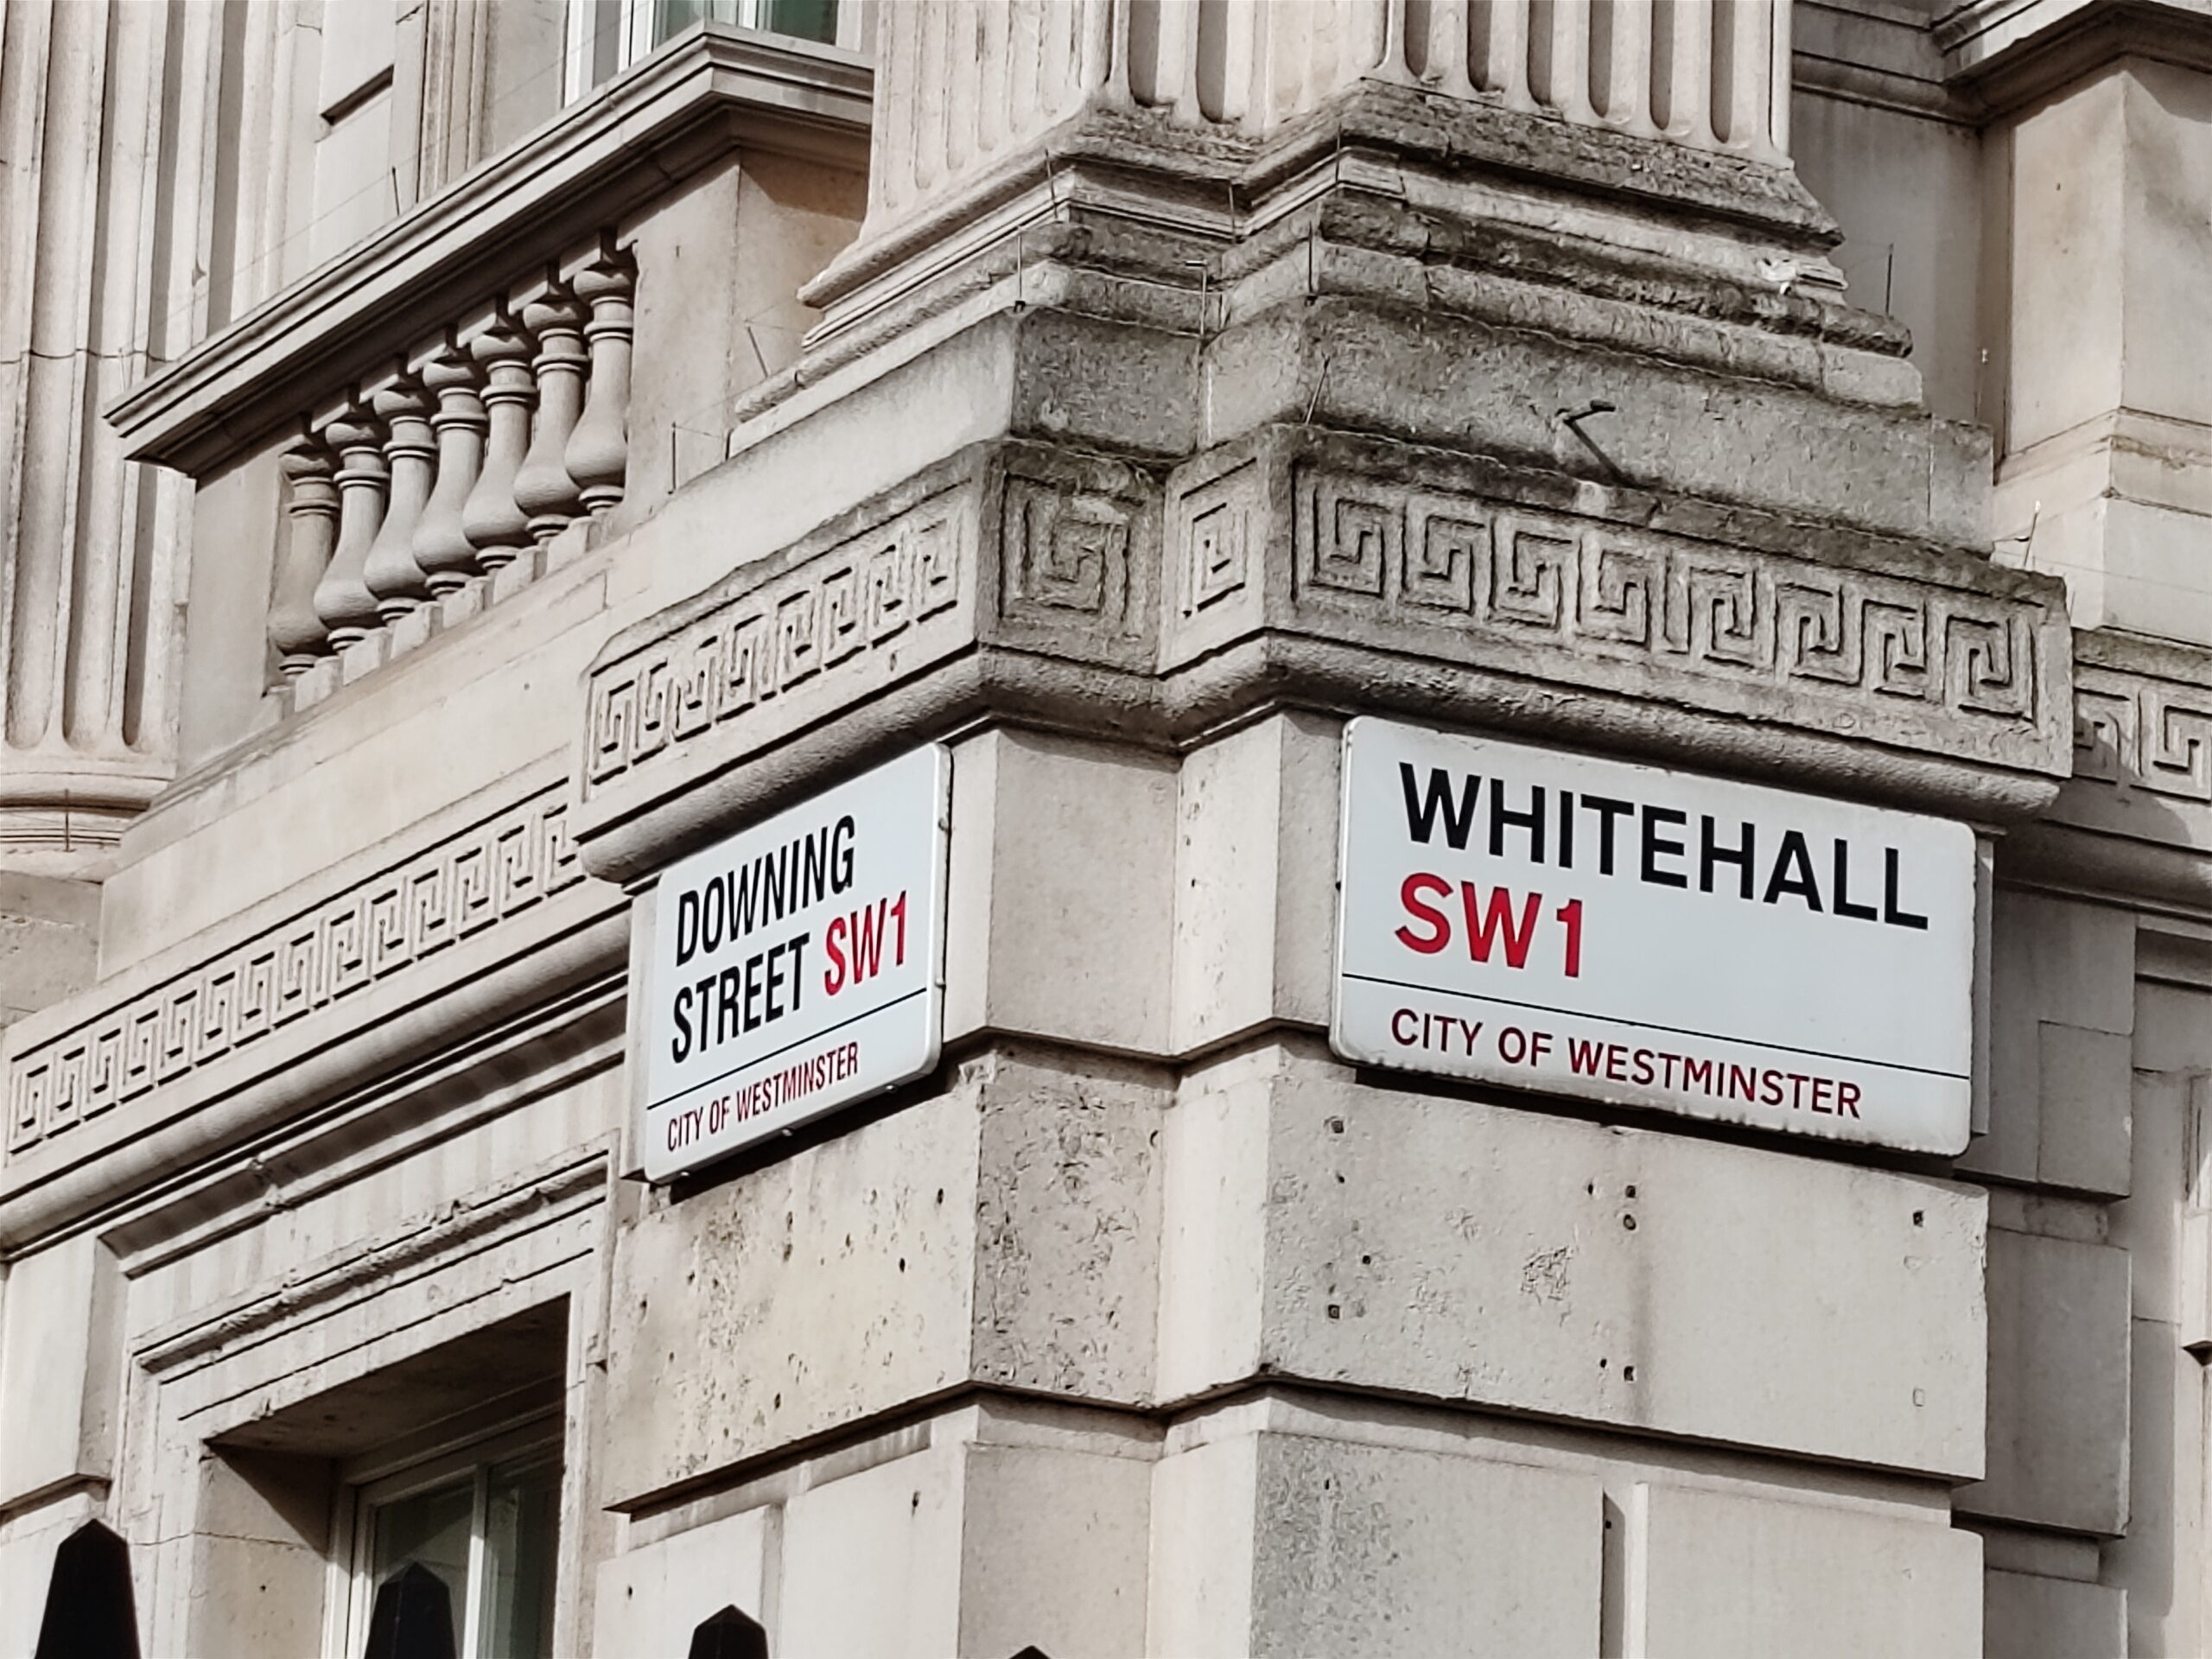 DOWNING
STREET SW1
CITY OF WESTMINSTER
WHITEHALL
SW1
CITY OF WESTMINSTER